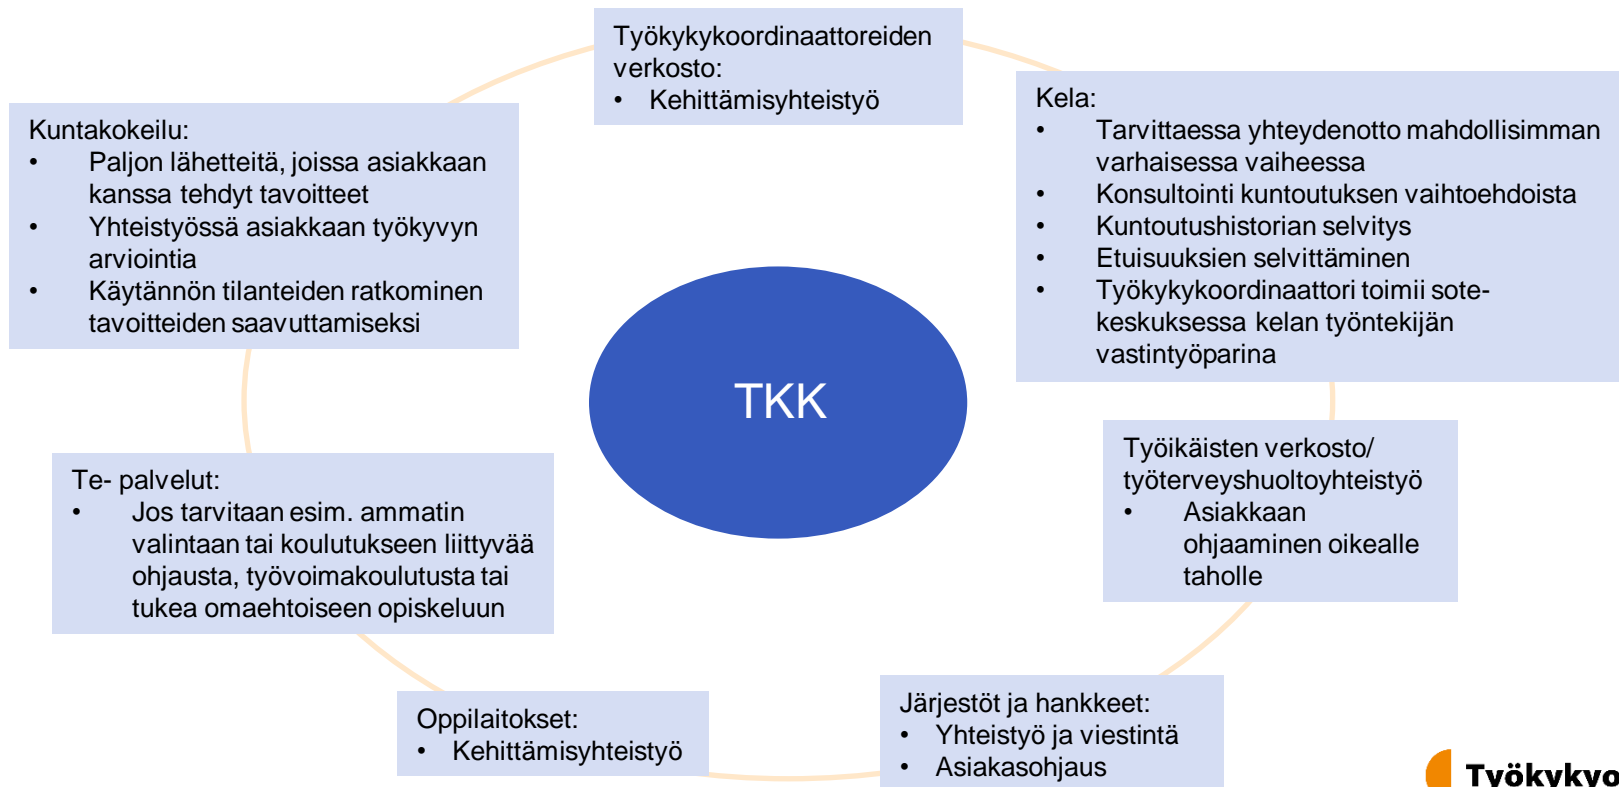 Työkykykoordinaattoreiden
verkosto:
• Kehittämisyhteistyö
Kela:
• Tarvittaessa yhteydenotto mahdollisimman
varhaisessa vaiheessa
• Konsultointi kuntoutuksen vaihtoehdoista
• Kuntoutushistorian selvitys
• Etuisuuksien selvittäminen
• Työkykykoordinaattori toimii sote-
keskuksessa kelan työntekijän
vastintyöparina
Kuntakokeilu:
• Paljon lähetteitä, joissa asiakkaan
kanssa tehdyt tavoitteet
• Yhteistyössä asiakkaan työkyvyn
arviointia
• Käytännön tilanteiden ratkominen
tavoitteiden saavuttamiseksi
TKK
Työikäisten verkosto/
työterveyshuoltoyhteistyö
• Asiakkaan
ohjaaminen oikealle
taholle
Te- palvelut:
• Jos tarvitaan esim. ammatin
valintaan tai koulutukseen liittyvää
ohjausta, työvoimakoulutusta tai
tukea omaehtoiseen opiskeluun
Järjestöt ja hankkeet:
• Yhteistyö ja viestintä
• Asiakasohjaus
Oppilaitokset:
• Kehittämisyhteistyö
Työkykyo